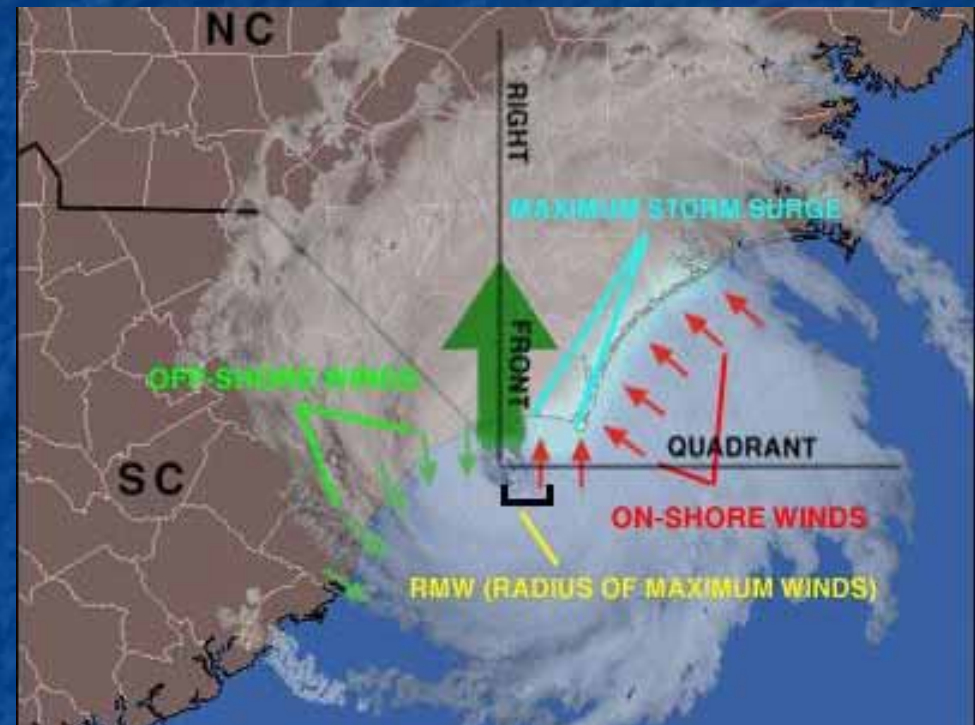 NC
RIGHT
MAXIMUM STORM SURGE
FRONT
OFF-SHORE WINDS
QUADRANT
SC
ON-SHORE WINDS
RMW (RADIUS OF MAXIMUM WINDS)